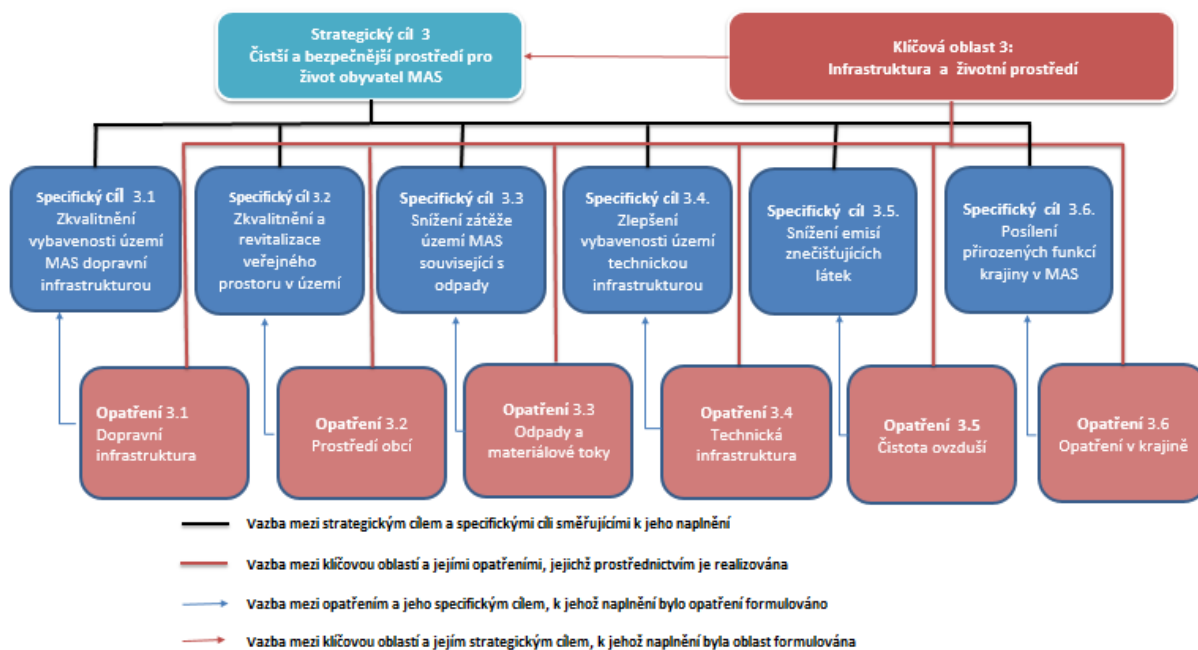 Strategický cíl 3
Čistší a bezpečnější prostředí pro
život obyvatel MAS
Klíčová oblast 3:
Infrastruktura a životní prostředí
Specifický cíl 3.1
Zkvalitnění
vybavenosti území
MAS dopravní
infrastrukturou
Specifický cíl 3.2
Zkvalitnění a
revitalizace
veřejného
prostoru v území
Specifický cíl 3.3
Snížení zátěže
území MAS
související s
odpady
Specifický cíl 3.4.
Zlepšení
vybavenosti území
technickou
infrastrukturou
Specifický cíl 3.5.
Snížení emisí
znečišťujících
látek
Specifický cíl 3.6.
Posílení
přirozených funkcí
krajiny v MAS
Opatření 3.1
Dopravní
infrastruktura
Opatření 3.2
Prostředí obcí
Opatření 3.3
Odpady a
materiálové toky
Opatření 3.4
Technická
infrastruktura
Opatření 3.5
Čistota ovzduší
Opatření 3.6
Opatření v krajině
Vazba mezi strategickým cílem a specifickými cíli směřujícími k jeho naplnění
Vazba mezi klíčovou oblastí a jejími opatřeními, jejichž prostřednictvím je realizována
Vazba mezi opatřením a jeho specifickým cílem, k jehož naplnění bylo opatření formulováno
Vazba mezi klíčovou oblastí a jejím strategickým cílem, k jehož naplnění byla oblast formulována